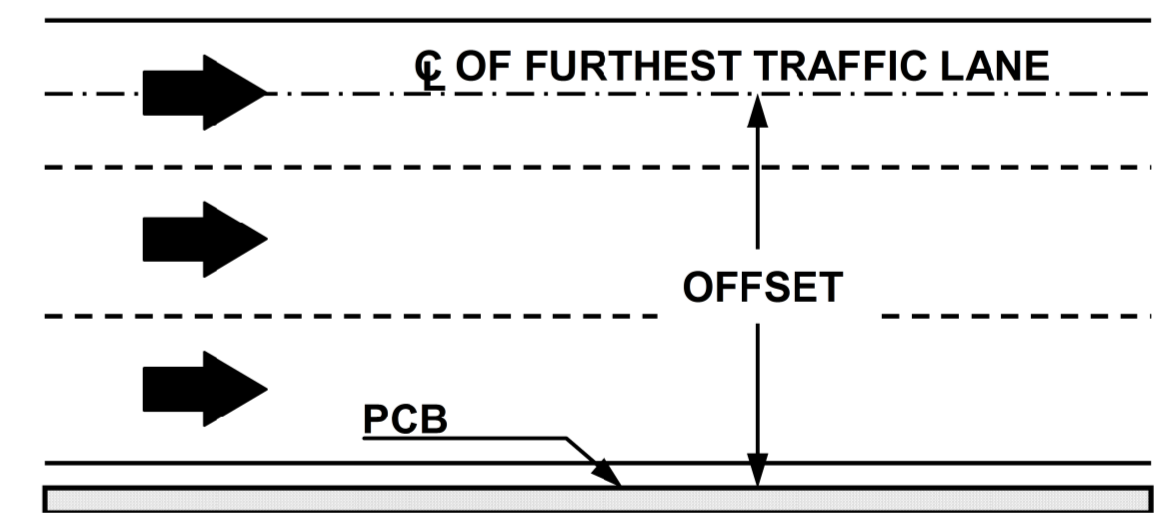 ℄ OF FURTHEST TRAFFIC LANE
OFFSET
PCB